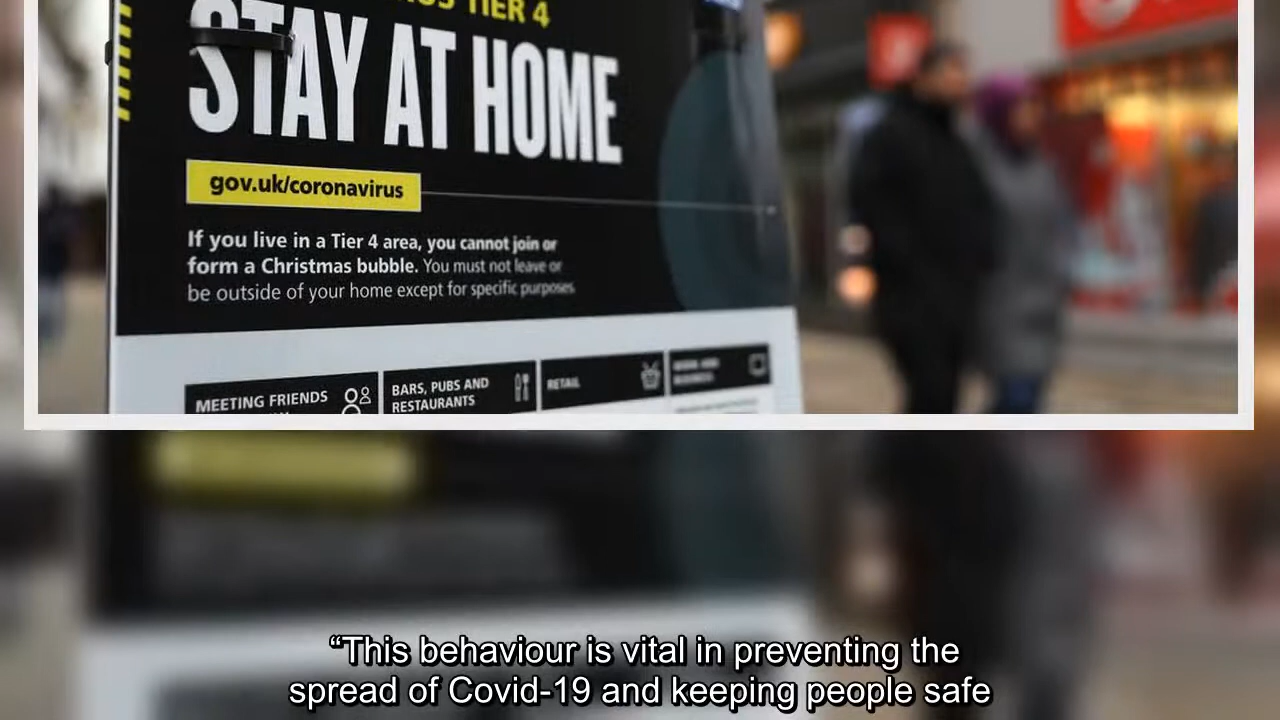 TIER 4
STAY AT HOME
gov.uk/coronavirus
If you live in a Tier 4 area, you cannot join or
form a Christmas bubble. You must not leave or
be outside of your home except for specific purposes.
MEETING FRIENDS
BARS, PUBS AND
RESTAURANTS
RETAIL
“This behaviour is vital in preventing the
spread of Covid-19 and keeping people safe